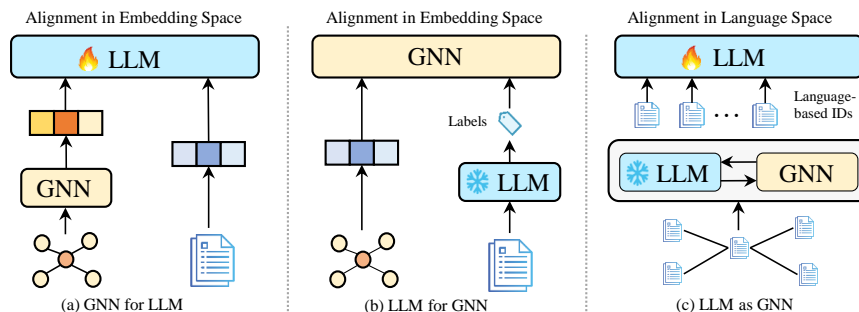 Alignment in Embedding Space
LLM
GNN
(a) GNN for LLM
Alignment in Embedding Space
GNN
Labels
LLM
(b) LLM for GNN
Alignment in Language Space
LLM
Language-
based IDs
...
LLM
GNN
(c) LLM as GNN